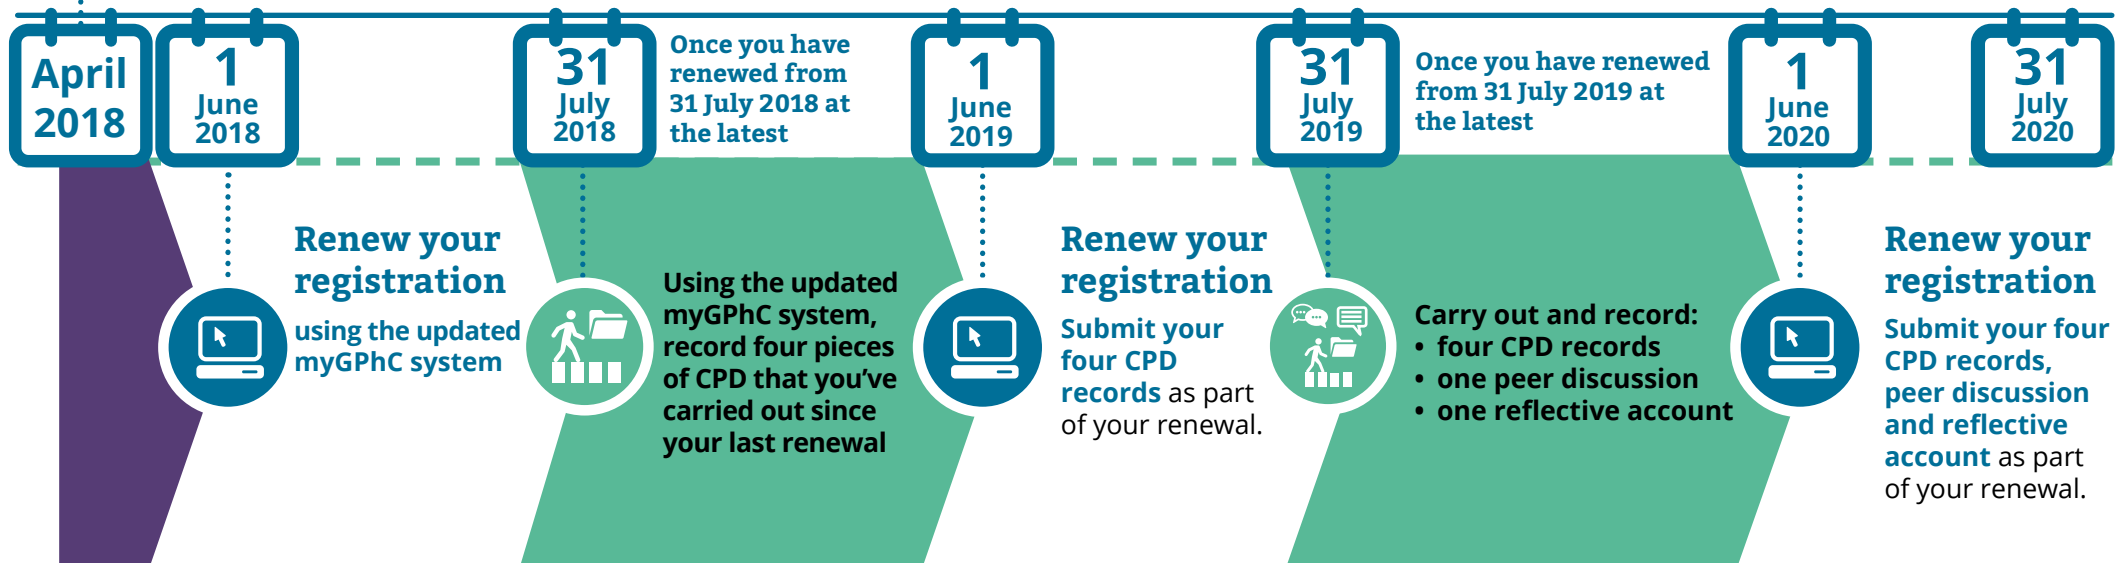 April
2018
1
June
2018
31
July
2018
Once you have
renewed from
31 July 2018 at
the latest
1
June
2019
31
July
2019
Once you have renewed
from 31 July 2019 at
the latest
1
June
2020
31
July
2020
Renew your
registration
using the updated
myGPhC system
Using the updated
myGPhC system,
record four pieces
of CPD that you’ve
carried out since
your last renewal
Renew your
registration
Submit your
four CPD
records as part
of your renewal.
Carry out and record:
• four CPD records
• one peer discussion
• one reflective account
Renew your
registration
Submit your four
CPD records,
peer discussion
and reflective
account as part
of your renewal.